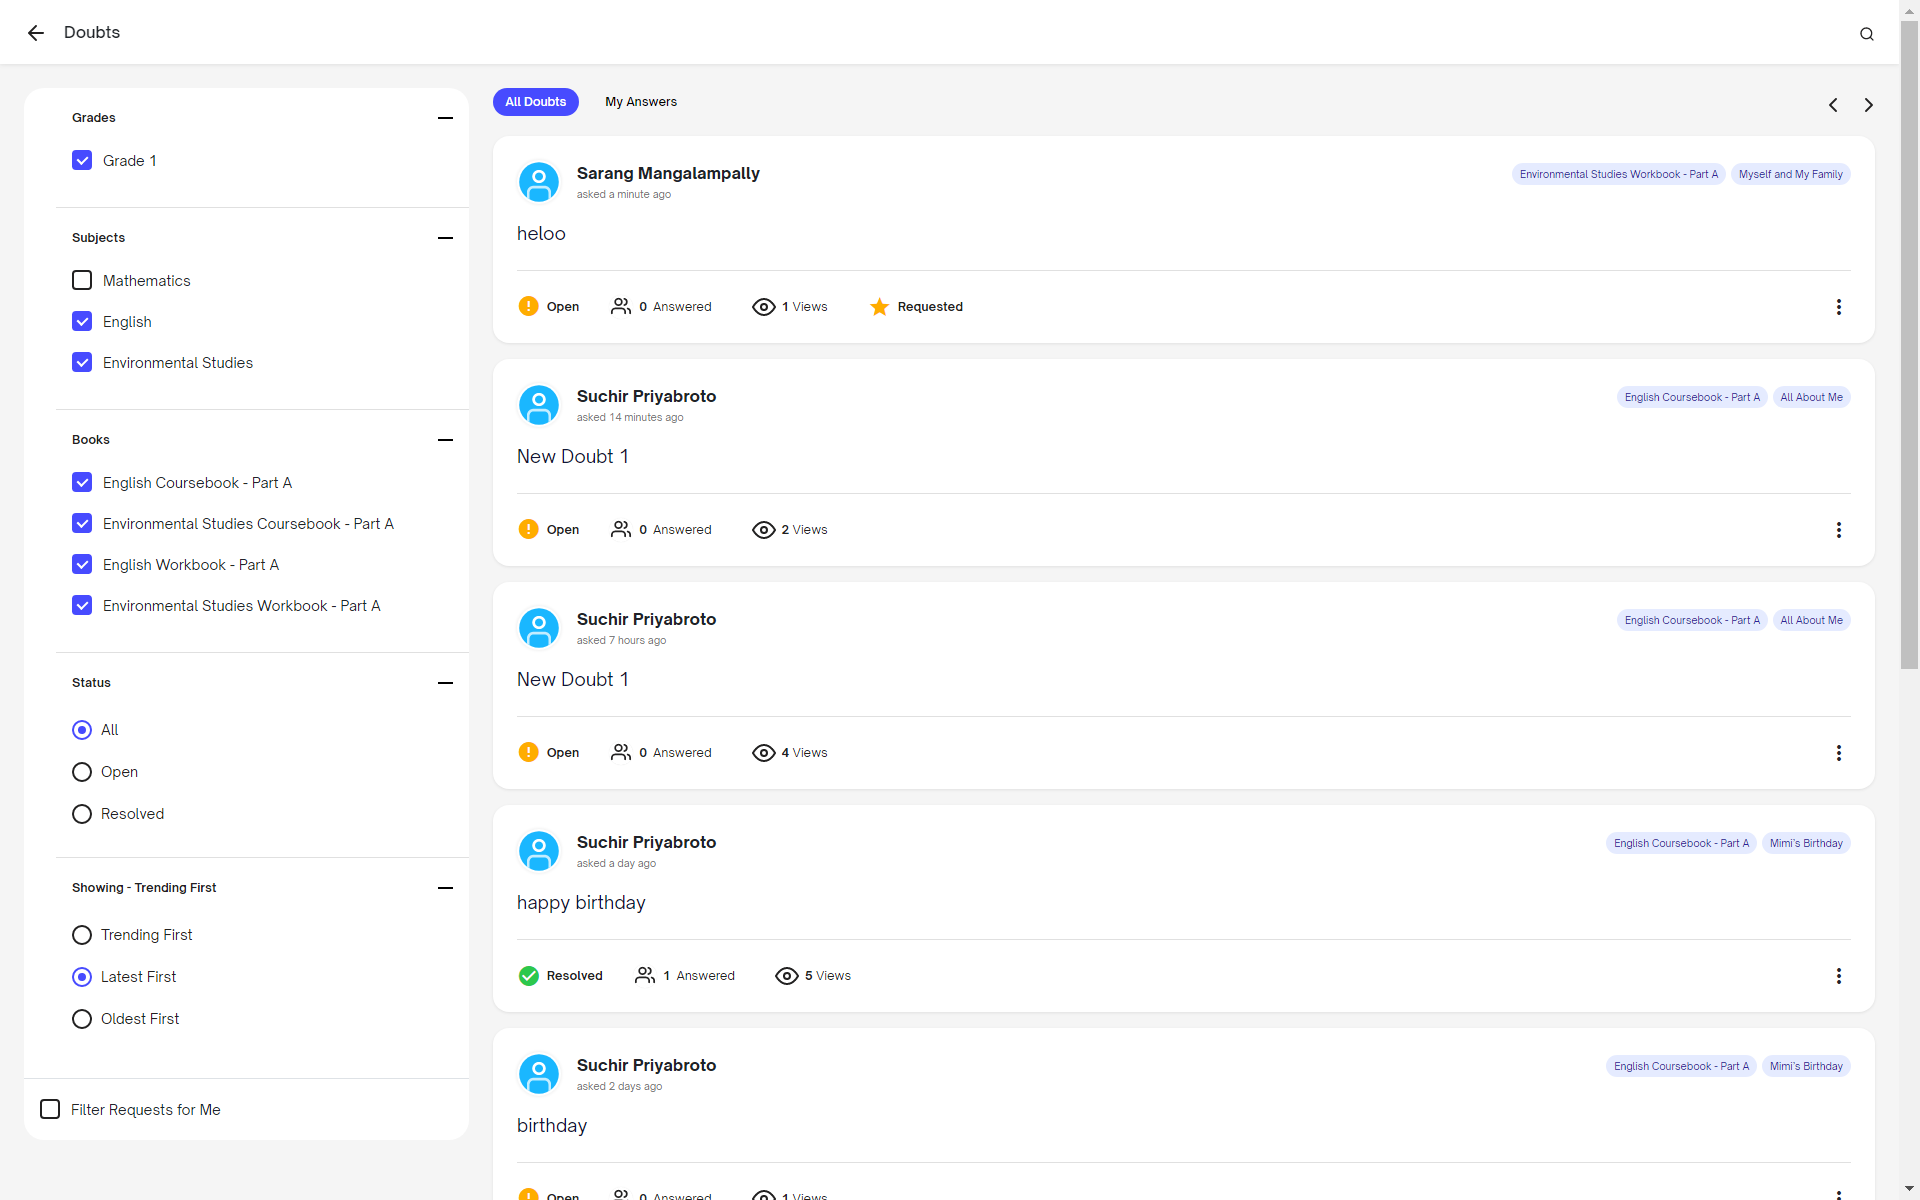 Doubts
Grades
Grade 1
Subjects
Mathematics
English
Environmental Studies
Books
English Coursebook - Part A
Environmental Studies Coursebook - Part A
English Workbook - Part A
Environmental Studies Workbook - Part A
Status
All
Open
Resolved
Showing - Trending First
Trending First
Latest First
Oldest First
Filter Requests for Me
All Doubts My Answers
Sarang Mangalampally
Environmental Studies Workbook - Part A Myself and My Family
asked a minute ago
heloo
Open 0 Answered 1 Views Requested
Suchir Priyabroto
English Coursebook - Part A All About Me
asked 14 minutes ago
New Doubt 1
Open 0 Answered 2 Views
Suchir Priyabroto
English Coursebook - Part A All About Me
asked 7 hours ago
New Doubt 1
Open 0 Answered 4 Views
Suchir Priyabroto
English Coursebook - Part A Mimi's Birthday
asked a day ago
happy birthday
Resolved 1 Answered 5 Views
Suchir Priyabroto
English Coursebook - Part A Mimi's Birthday
asked 2 days ago
birthday
Open 0 Answered 1 Views